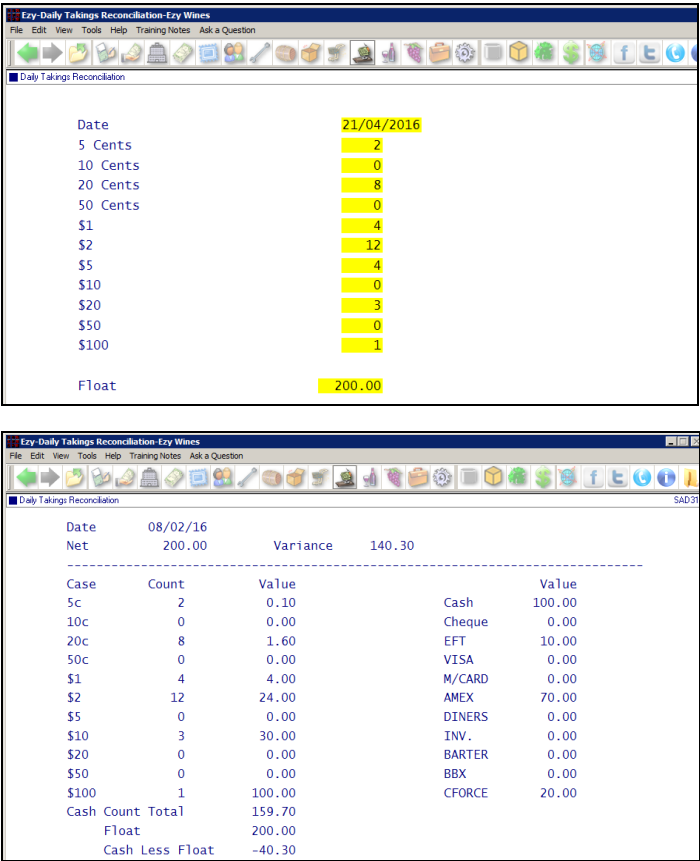 Ezy-Daily Takings Reconciliation-Ezy Wines
File Edit View Tools Help Training Notes Ask a Question
Daily Takings Reconciliation
Date 21/04/2016
5 Cents 2
10 Cents 0
20 Cents 8
50 Cents 0
$1 4
$2 12
$5 4
$10 0
$20 3
$50 0
$100 1
Float 200.00
Ezy-Daily Takings Reconciliation-Ezy Wines
File Edit View Tools Help Training Notes Ask a Question
Daily Takings Reconciliation SAD31
Date 08/02/16
Net 200.00 Variance 140.30
Case Count Value Value
5c 2 0.10 Cash 100.00
10c 0 0.00 Cheque 0.00
20c 8 1.60 EFT 10.00
50c 0 0.00 VISA 0.00
$1 4 4.00 M/CARD 0.00
$2 12 24.00 AMEX 70.00
$5 0 0.00 DINERS 0.00
$10 3 30.00 INV. 0.00
$20 0 0.00 BARTER 0.00
$50 0 0.00 BBX 0.00
$100 1 100.00 CFORCE 20.00
Cash Count Total 159.70
Float 200.00
Cash Less Float -40.30